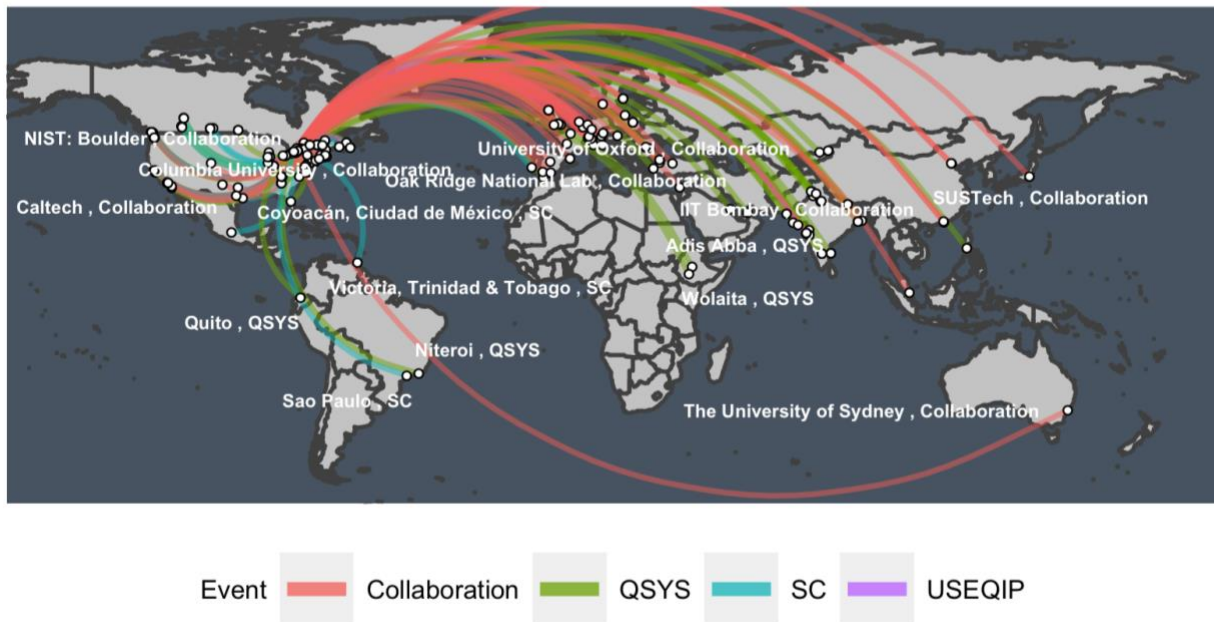 NIST: Boulder , Collaboration
University of Oxford , Collaboration
Columbia University , Collaboration
Oak Ridge National Lab , Collaboration
SUSTech , Collaboration
Caltech , Collaboration
Coyoacán, Ciudad de México , SC
IIT Bombay , Collaboration
Adis Abba , QSYS
Victoria, Trinidad & Tobago , SC
Wolaita , QSYS
Quito , QSYS
Niteroi , QSYS
Sao Paulo , SC
The University of Sydney , Collaboration
Event Collaboration QSYS SC USEQIP